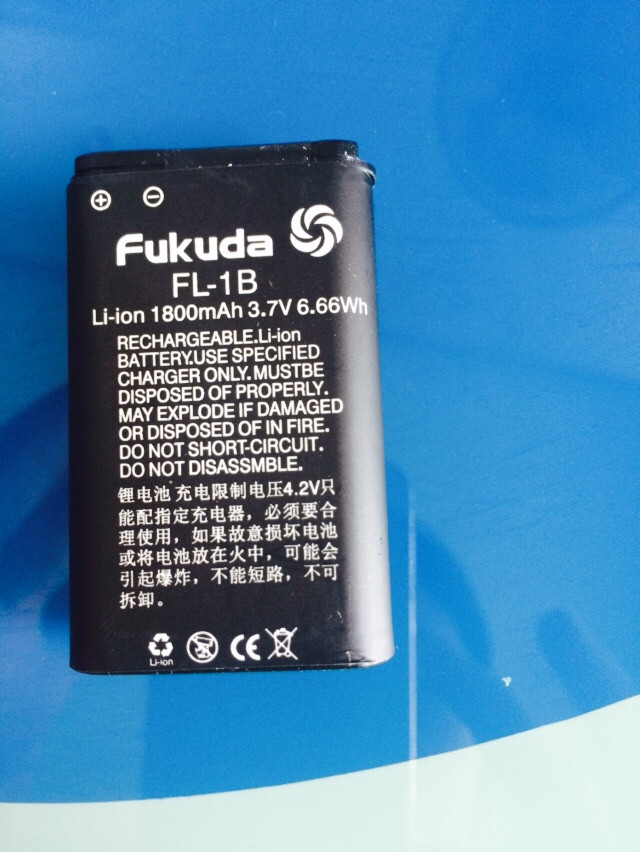 Fukuda
FL-1B
Li-ion 1800mAh 3.7V 6.66Wh
RECHARGEABLE.Li-ion
BATTERY.USE SPECIFIED
CHARGER ONLY.MUSTBE
DISPOSED OF PROPERLY.
MAY EXPLODE IF DAMAGED
OR DISPOSED OF IN FIRE.
DO NOT SHORT-CIRCUIT.
DO NOT DISASSMBLE.
锂电池 充电限制电压4.2V只
能配指定充电器，必须要合
理使用，如果故意损坏电池
或将电池放在火中，可能会
引起爆炸，不能短路，不可
拆卸。
Li-ion
CE